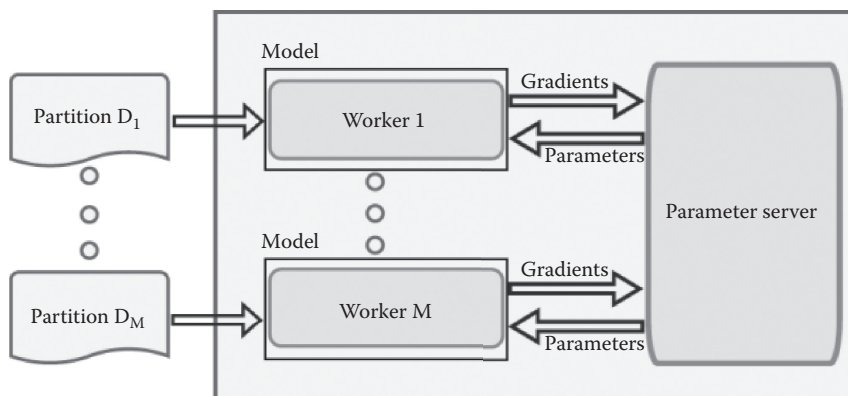 Model
Partition D₁
Worker 1
Gradients
Parameters
Parameter server
Model
Partition Dₘ
Worker M
Gradients
Parameters